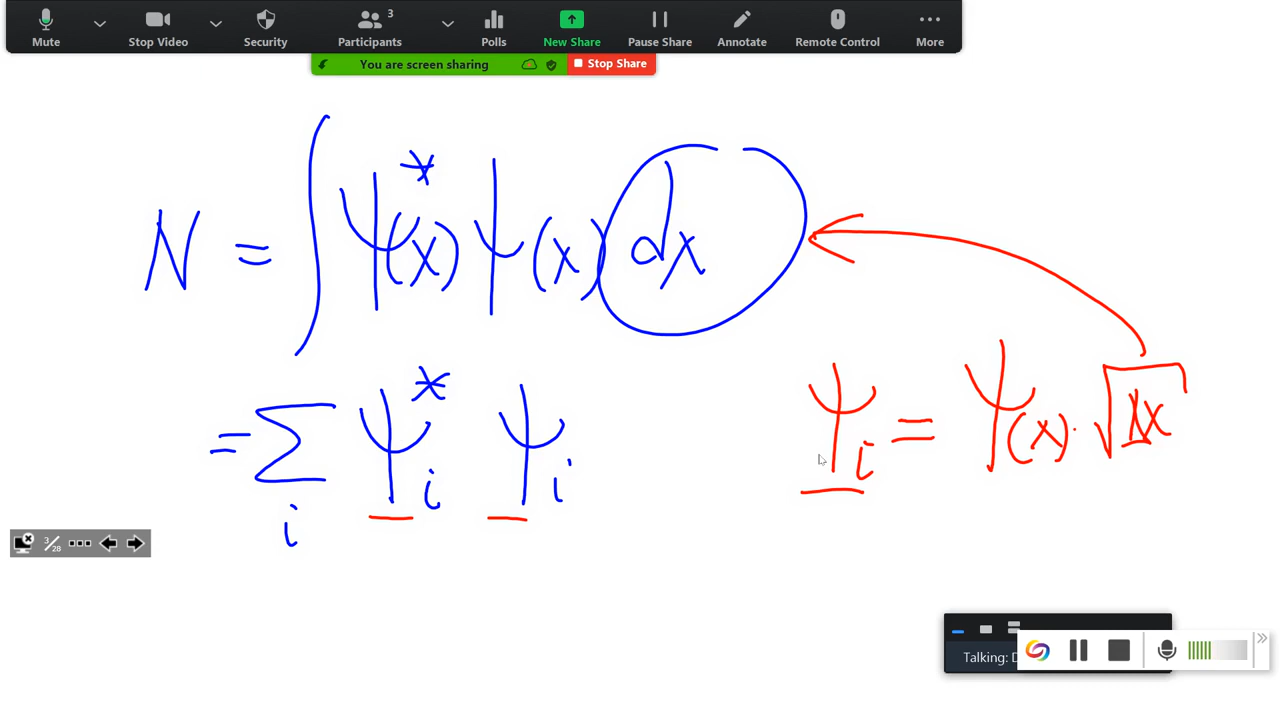 Mute Stop Video Security Participants 3 Polls New Share Pause Share Annotate Remote Control More
You are screen sharing Stop Share
N = ∫ ψ*(x) ψ(x) dx
= Σ_i ψ_i* ψ_i
ψ_i = ψ(x) · √Δx
3/28
Talking: D